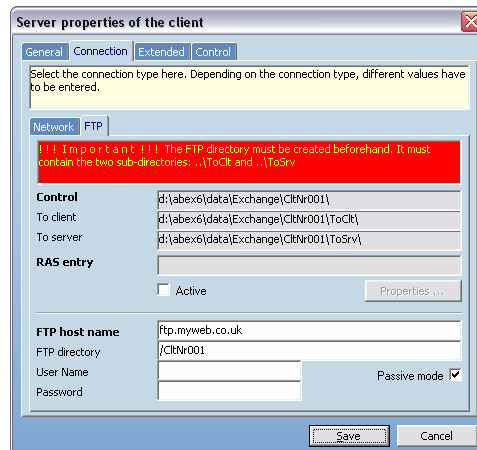 Server properties of the client
General Connection Extended Control
Select the connection type here. Depending on the connection type, different values have
to be entered.
Network FTP
! ! ! I m p o r t a n t ! ! ! The FTP directory must be created beforehand. It must
contain the two sub-directories: ..\ToClt and ..\ToSrv
Control d:\abex6\data\Exchange\CltNr001\
To client d:\abex6\data\Exchange\CltNr001\ToClt\
To server d:\abex6\data\Exchange\CltNr001\ToSrv\
RAS entry
Active Properties ...
FTP host name ftp.myweb.co.uk
FTP directory /CltNr001
User Name Passive mode
Password
Save Cancel